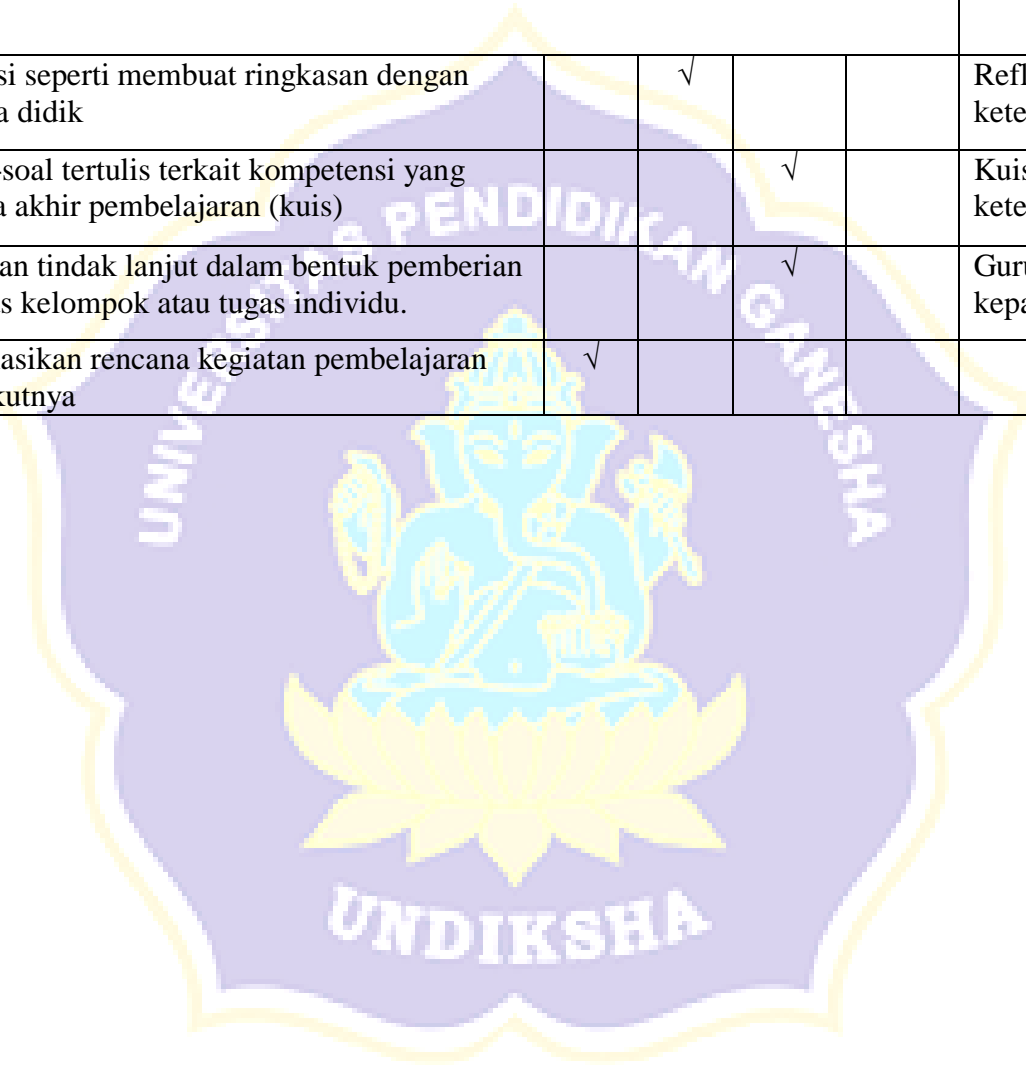 si seperti membuat ringkasan dengan √ Refl
a didik kete
-soal tertulis terkait kompetensi yang √ Kuis
a akhir pembelajaran (kuis) kete
an tindak lanjut dalam bentuk pemberian √ Guru
s kelompok atau tugas individu. kepa
asikan rencana kegiatan pembelajaran √
kutnya
UNIVERSITAS PENDIDIKAN GANESHA
UNDIKSHA